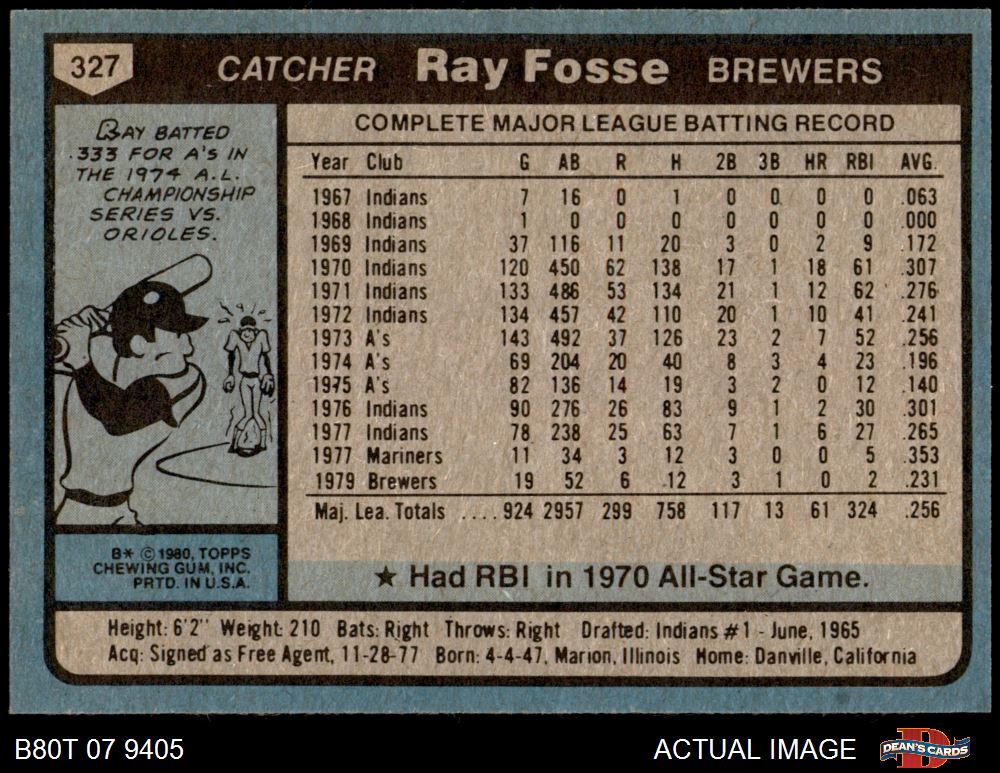 327 CATCHER Ray Fosse BREWERS
RAY BATTED
.333 FOR A'S IN
THE 1974 A.L.
CHAMPIONSHIP
SERIES VS.
ORIOLES.
COMPLETE MAJOR LEAGUE BATTING RECORD
Year Club G AB R H 2B 3B HR RBI AVG.
1967 Indians 7 16 0 1 0 0 0 0 .063
1968 Indians 1 0 0 0 0 0 0 0 .000
1969 Indians 37 116 11 20 3 0 2 9 .172
1970 Indians 120 450 62 138 17 1 18 61 .307
1971 Indians 133 486 53 134 21 1 12 62 .276
1972 Indians 134 457 42 110 20 1 10 41 .241
1973 A's 143 492 37 126 23 2 7 52 .256
1974 A's 69 204 20 40 8 3 4 23 .196
1975 A's 82 136 14 19 3 2 0 12 .140
1976 Indians 90 276 26 83 9 1 2 30 .301
1977 Indians 78 238 25 63 7 1 6 27 .265
1977 Mariners 11 34 3 12 3 0 0 5 .353
1979 Brewers 19 52 6 12 3 1 0 2 .231
Maj. Lea. Totals ....924 2957 299 758 117 13 61 324 .256
★ Had RBI in 1970 All-Star Game.
B* © 1980, TOPPS
CHEWING GUM, INC.
PRTD. IN U.S.A.
Height: 6'2" Weight: 210 Bats: Right Throws: Right Drafted: Indians #1 - June, 1965
Acq: Signed as Free Agent, 11-28-77 Born: 4-4-47, Marion, Illinois Home: Danville, California
B80T 07 9405 ACTUAL IMAGE DEAN'S CARDS